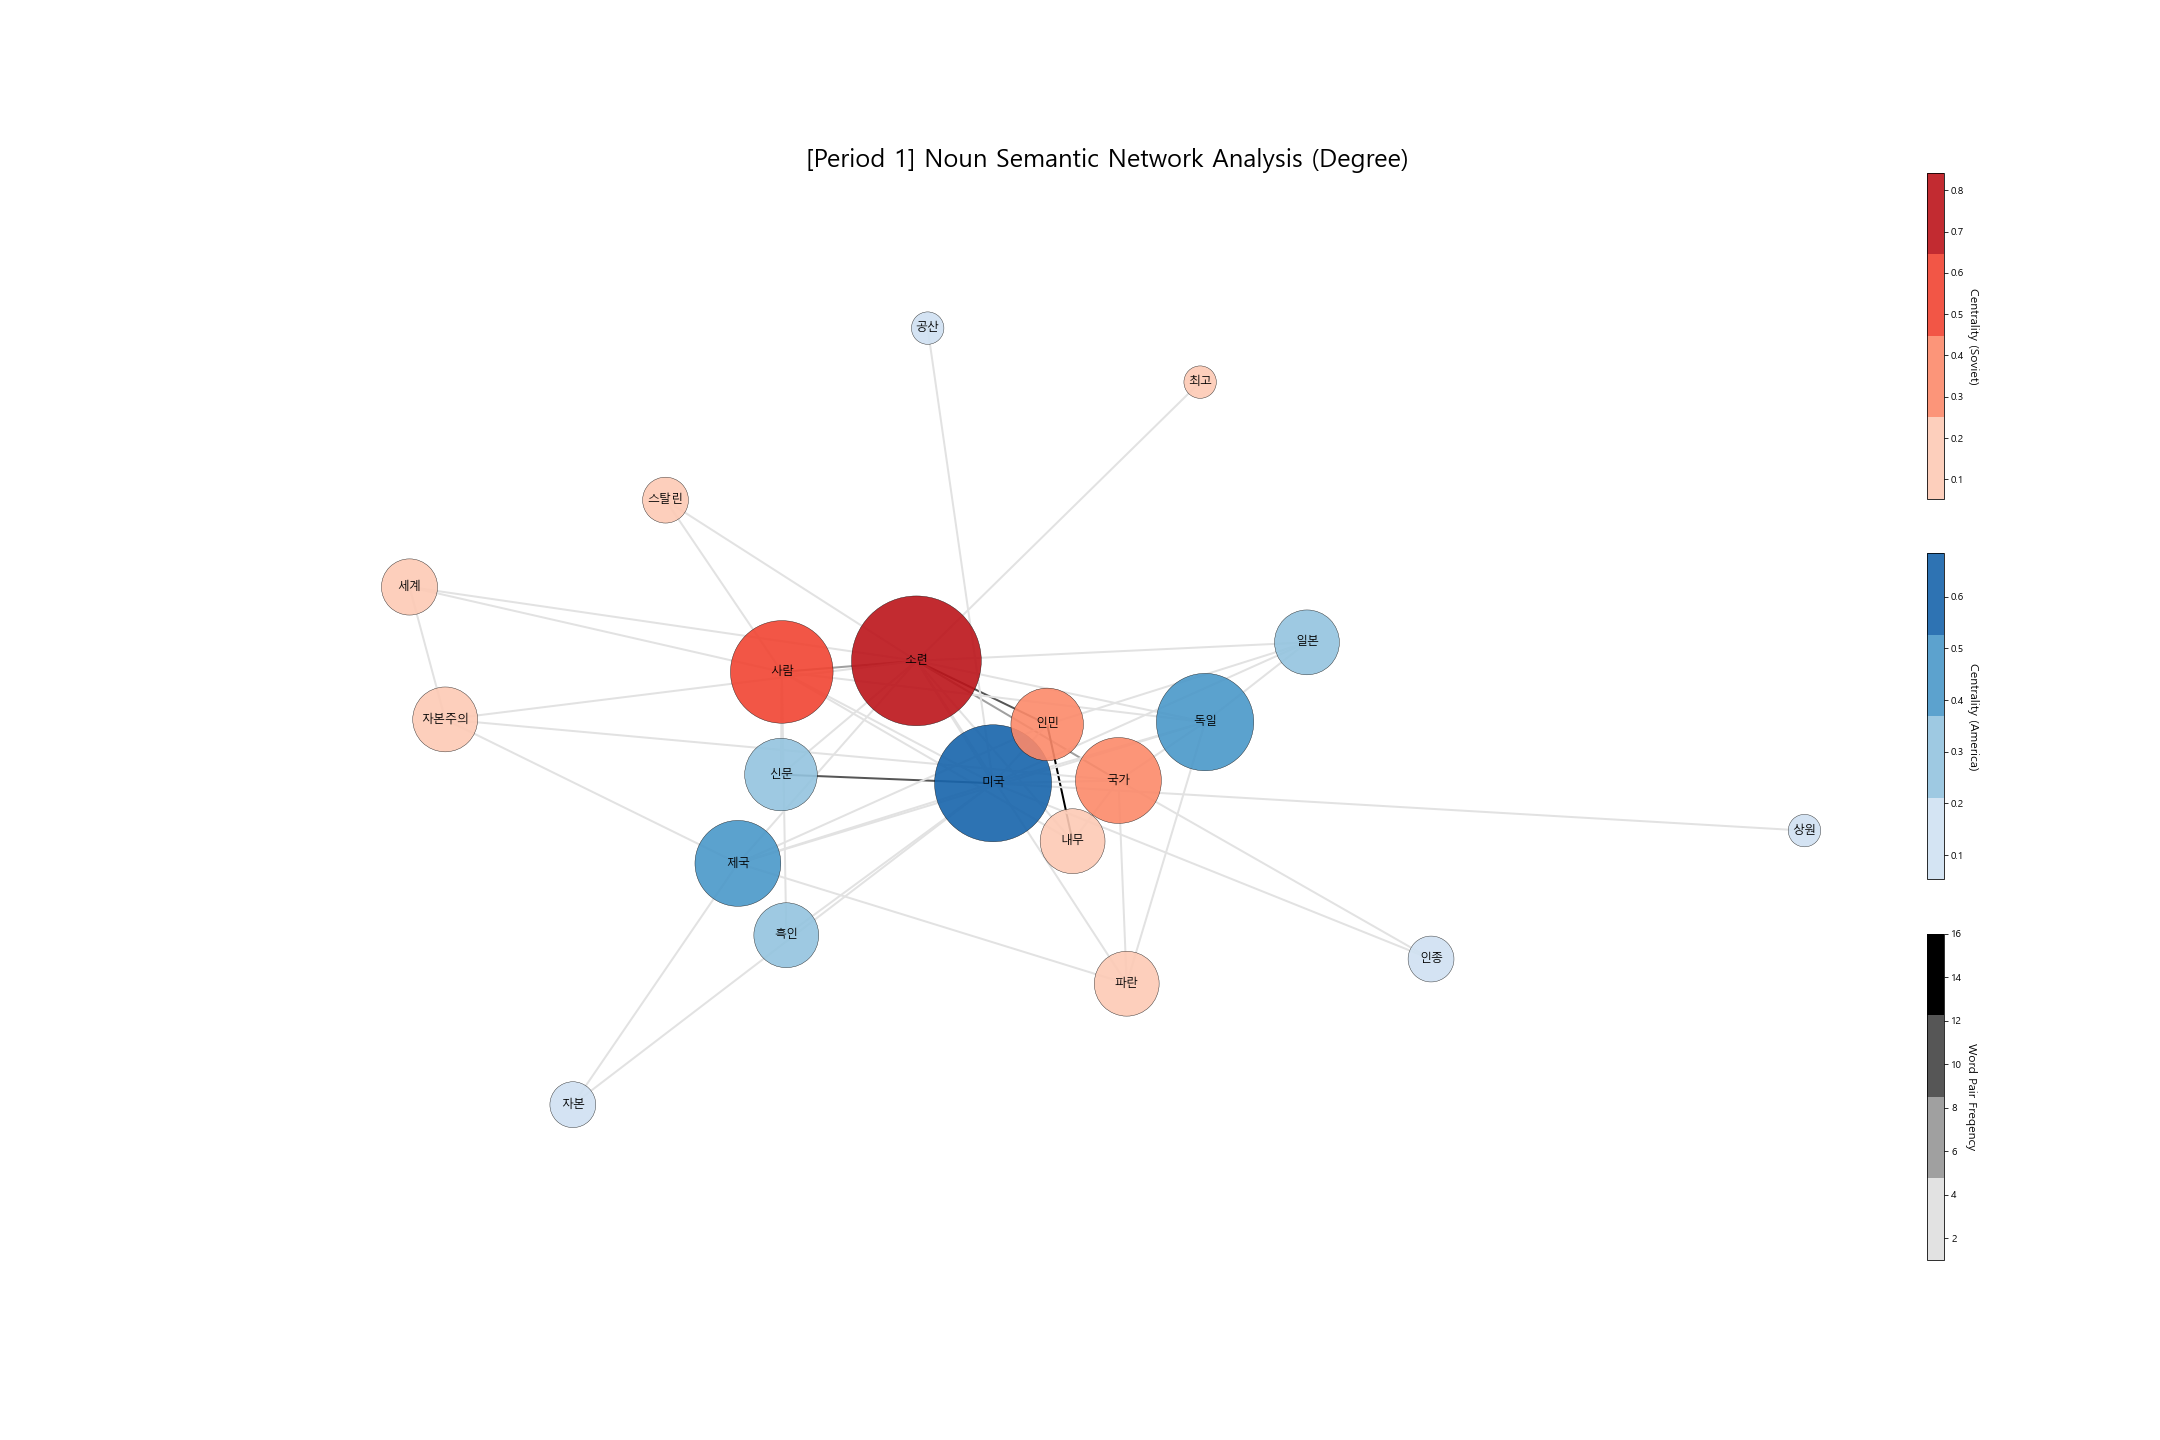 [Period 1] Noun Semantic Network Analysis (Degree)
공산
최고
스탈린
세계
일본
소련
사람
자본주의
독일
인민
신문
국가
미국
상원
내무
제국
흑인
인종
파란
자본
0.8
0.7
0.6
0.5
0.4
0.3
0.2
0.1
Centrality (Soviet)
0.6
0.5
0.4
0.3
0.2
0.1
Centrality (America)
16
14
12
10
8
6
4
2
Word Pair Freqency